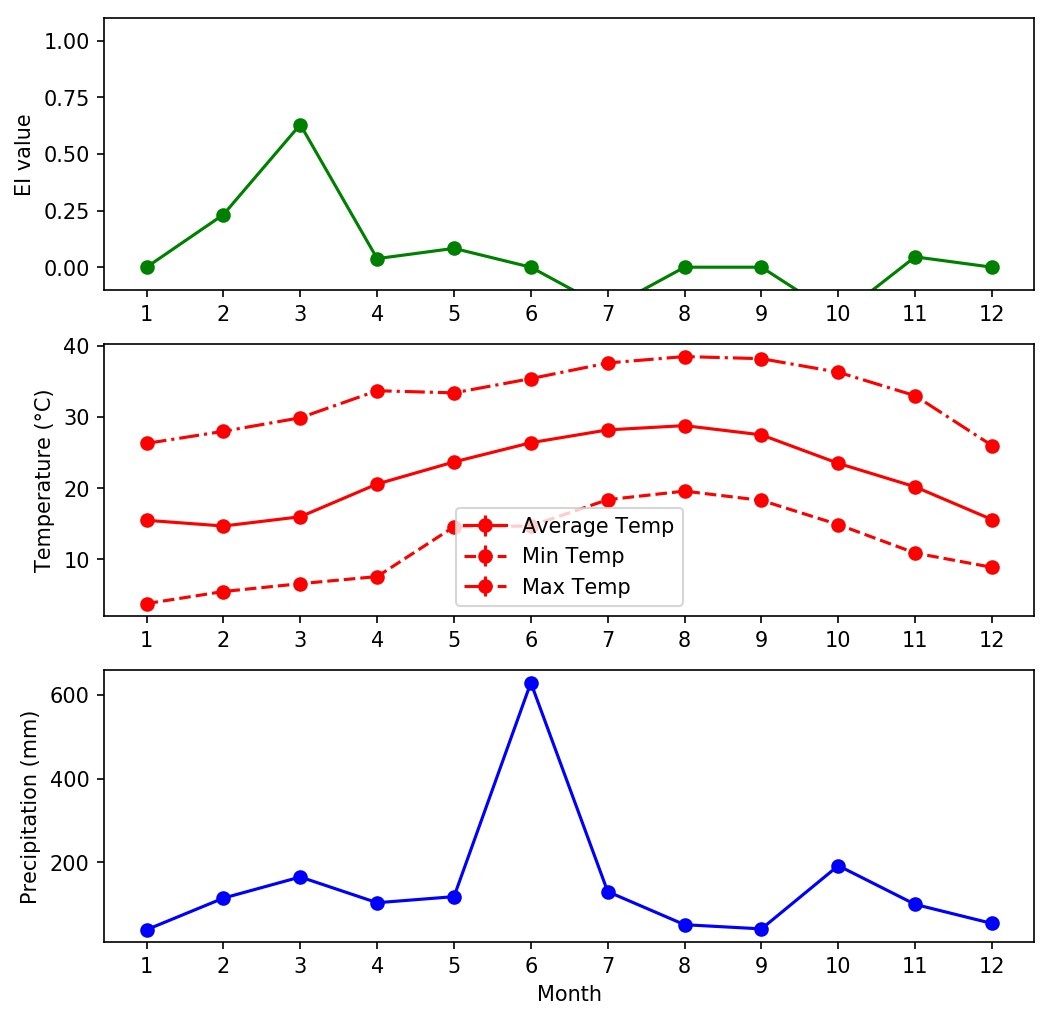 EI value
1.00
0.75
0.50
0.25
0.00
1 2 3 4 5 6 7 8 9 10 11 12
Temperature (°C)
40
30
20
10
Average Temp
Min Temp
Max Temp
1 2 3 4 5 6 7 8 9 10 11 12
Precipitation (mm)
600
400
200
1 2 3 4 5 6 7 8 9 10 11 12
Month